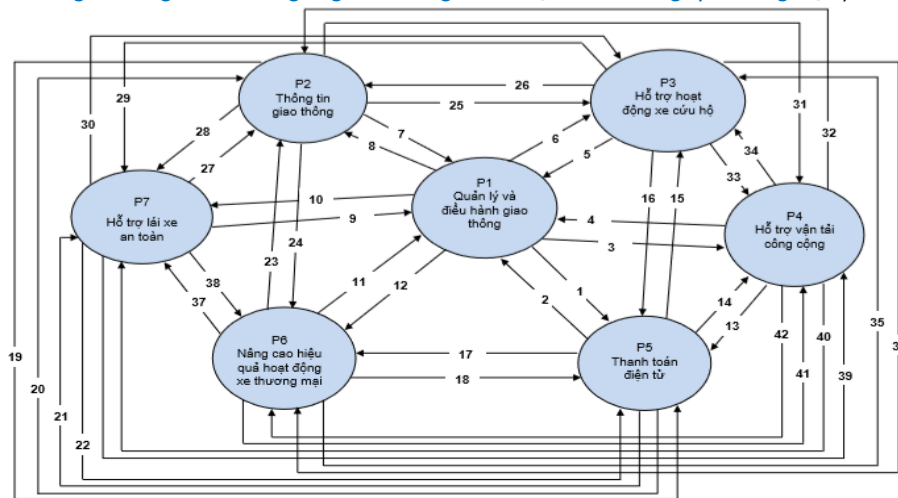 P2
Thông tin
giao thông
P3
Hỗ trợ hoạt
động xe cứu hộ
P1
Quản lý và
điều hành giao
thông
P7
Hỗ trợ lái xe
an toàn
P4
Hỗ trợ vận tải
công cộng
P6
Nâng cao hiệu
quả hoạt động
xe thương mại
P5
Thanh toán
điện tử
30
29
26
25
31
32
28
27
7
8
6
5
34
33
10
9
16
15
4
3
23
24
11
12
1
2
14
13
38
37
17
18
42
40
41
39
35
3
19
20
21
22